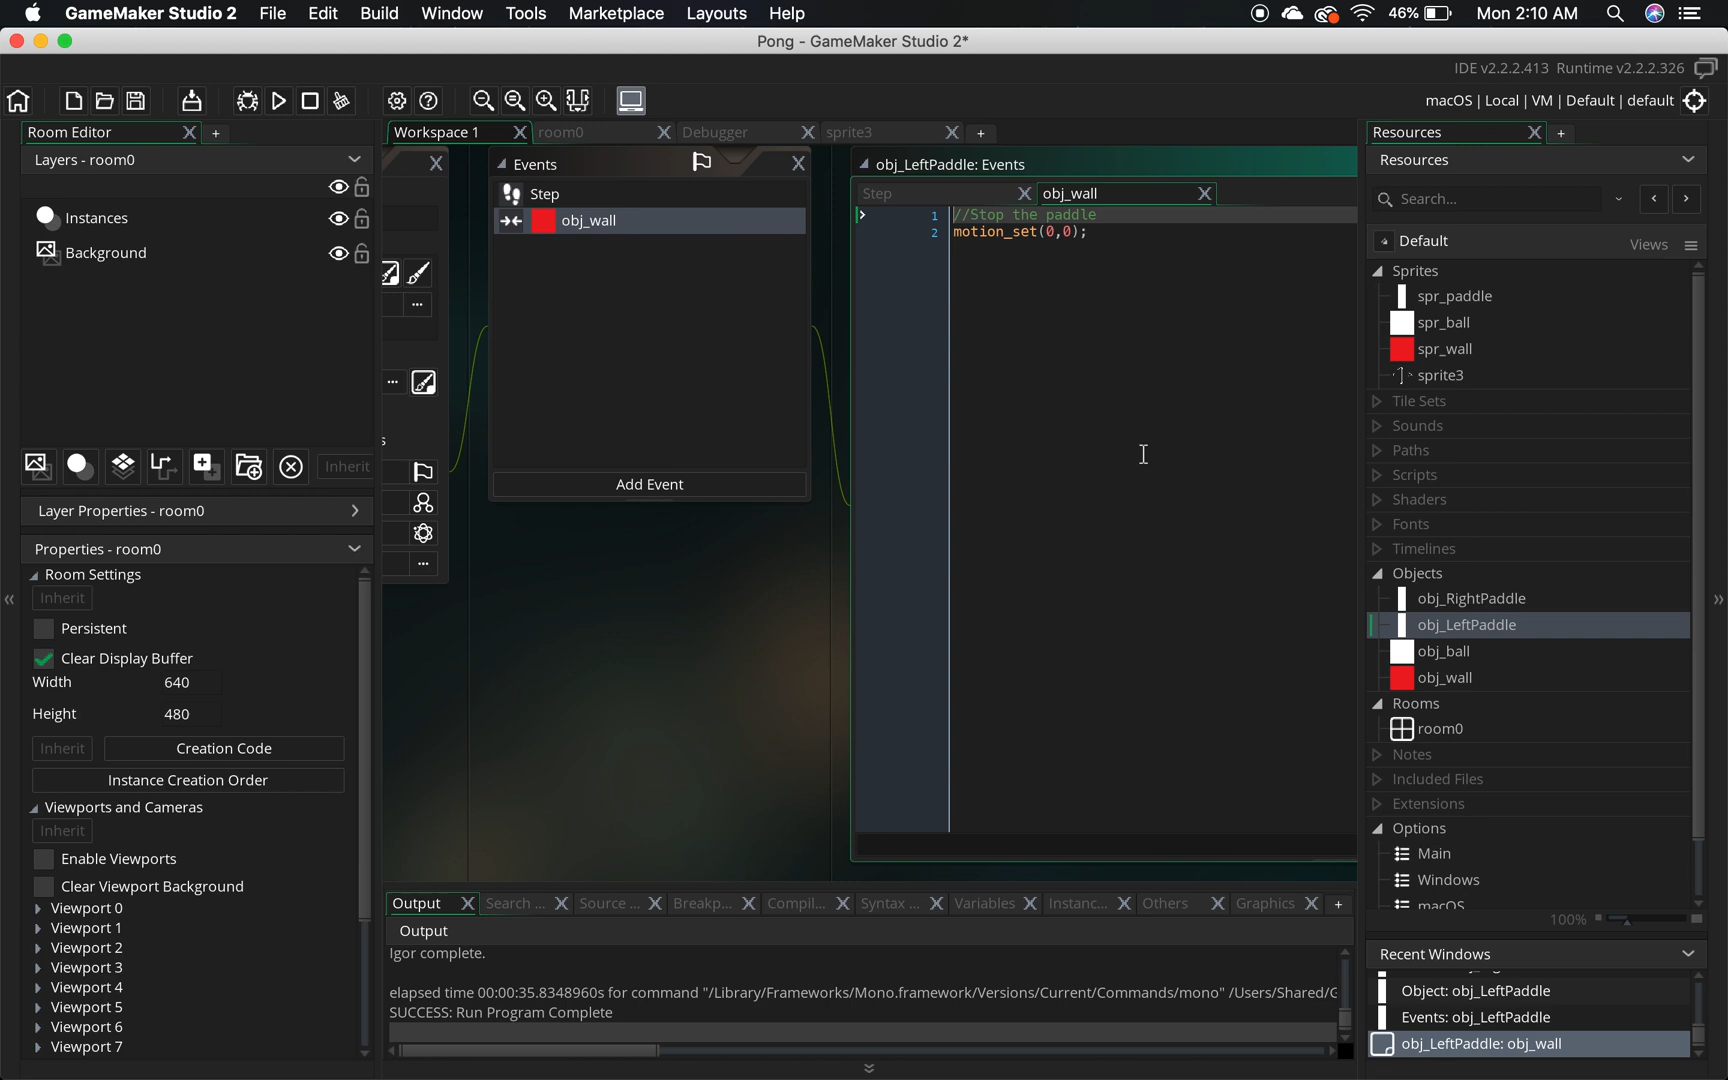 GameMaker Studio 2 File Edit Build Window Tools Marketplace Layouts Help 46% Mon 2:10 AM
Pong - GameMaker Studio 2*
IDE v2.2.2.413 Runtime v2.2.2.326
macOS | Local | VM | Default | default
Room Editor
Layers - room0
Instances
Background
Inherit
Layer Properties - room0
Properties - room0
Room Settings
Inherit
Persistent
Clear Display Buffer
Width 640
Height 480
Inherit Creation Code
Instance Creation Order
Viewports and Cameras
Inherit
Enable Viewports
Clear Viewport Background
Viewport 0
Viewport 1
Viewport 2
Viewport 3
Viewport 4
Viewport 5
Viewport 6
Viewport 7
Workspace 1 room0 Debugger sprite3
s
Events
Step
obj_wall
Add Event
obj_LeftPaddle: Events
Step obj_wall
1 //Stop the paddle
2 motion_set(0,0);
Output Search ... Source ... Breakp... Compil... Syntax ... Variables Instanc... Others Graphics
Output
Igor complete.
elapsed time 00:00:35.8348960s for command "/Library/Frameworks/Mono.framework/Versions/Current/Commands/mono" /Users/Shared/
SUCCESS: Run Program Complete
Resources
Resources
Search...
Default Views
Sprites
spr_paddle
spr_ball
spr_wall
sprite3
Tile Sets
Sounds
Paths
Scripts
Shaders
Fonts
Timelines
Objects
obj_RightPaddle
obj_LeftPaddle
obj_ball
obj_wall
Rooms
room0
Notes
Included Files
Extensions
Options
Main
Windows
macOS
100%
Recent Windows
Object: obj_LeftPaddle
Events: obj_LeftPaddle
obj_LeftPaddle: obj_wall